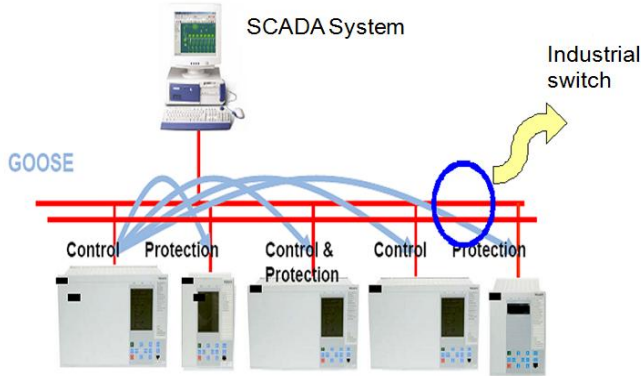 SCADA System
Industrial
switch
GOOSE
Control
Protection
Control &
Protection
Control
Protection